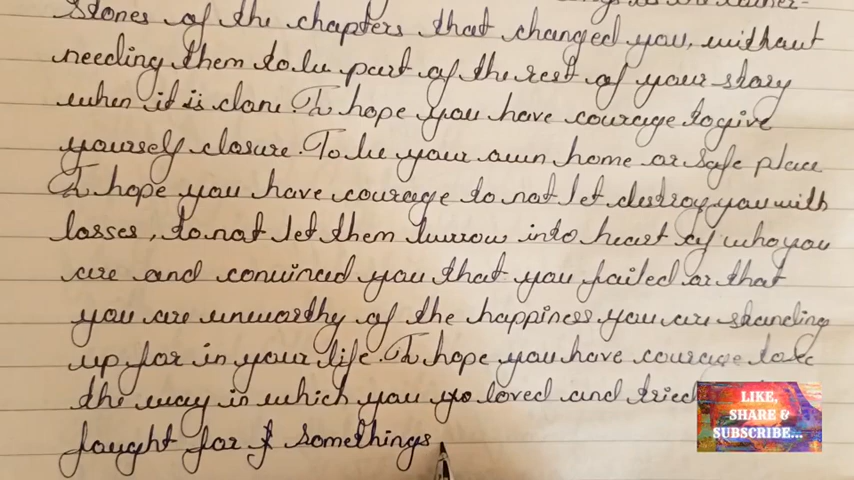 stones of the chapters that changed you, without
needing them to be part of the rest of your story
when it is done. I hope you have courage to give
yourself closure. To be your own home or safe place
I hope you have courage to not let destroy you with
losses, to not let them burrow into heart of who you
are and convinced you that you failed or that
you are unworthy of the happiness you are standing
up for in your life. I hope you have courage to
the way in which you loved and tried
fought for somethings
LIKE,
SHARE &
SUBSCRIBE...